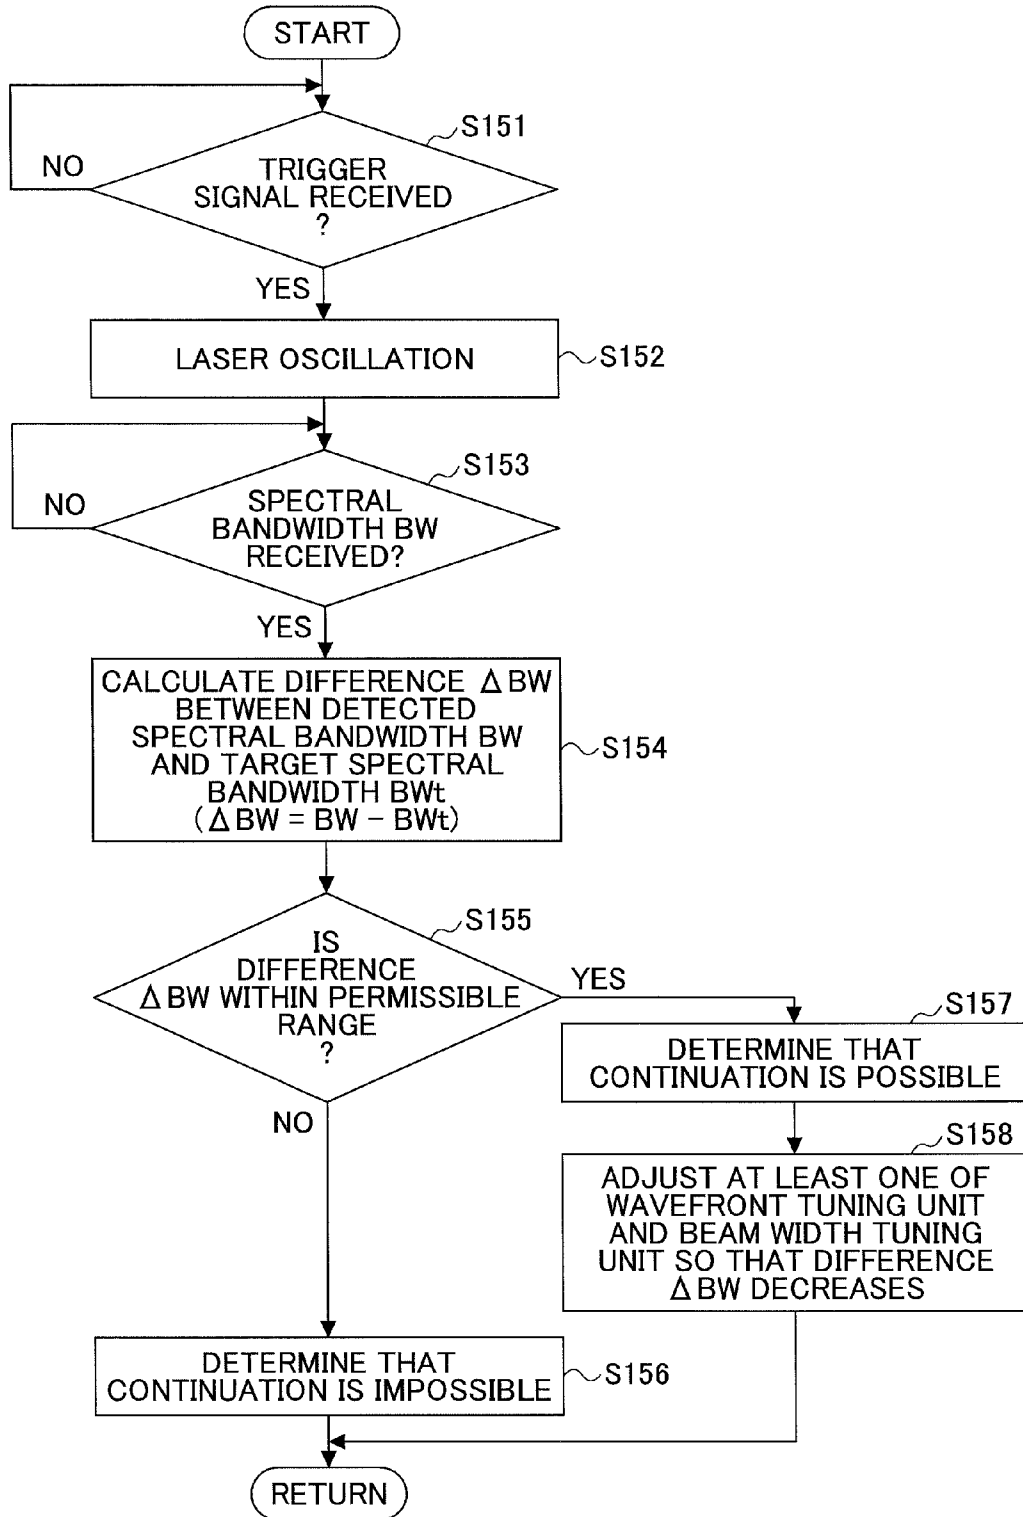 START
S151
TRIGGER
SIGNAL RECEIVED
?
NO
YES
LASER OSCILLATION
S152
S153
SPECTRAL
BANDWIDTH BW
RECEIVED?
NO
YES
CALCULATE DIFFERENCE ΔBW
BETWEEN DETECTED
SPECTRAL BANDWIDTH BW
AND TARGET SPECTRAL
BANDWIDTH BWt
(ΔBW = BW - BWt)
S154
S155
IS
DIFFERENCE
ΔBW WITHIN PERMISSIBLE
RANGE
?
YES
NO
S157
DETERMINE THAT
CONTINUATION IS POSSIBLE
S158
ADJUST AT LEAST ONE OF
WAVEFRONT TUNING UNIT
AND BEAM WIDTH TUNING
UNIT SO THAT DIFFERENCE
ΔBW DECREASES
DETERMINE THAT
CONTINUATION IS IMPOSSIBLE
S156
RETURN